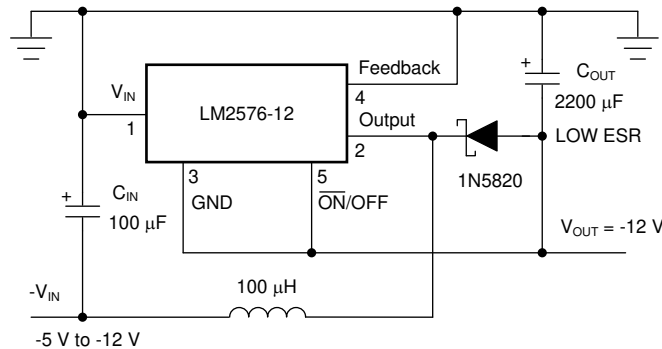 Feedback
+
C_OUT
2200 μF
V_IN
1
LM2576-12
4
Output
2
LOW ESR
1N5820
+
C_IN
100 μF
3
GND
5
O̅N̅/OFF
V_OUT = -12 V
-V_IN
100 μH
-5 V to -12 V